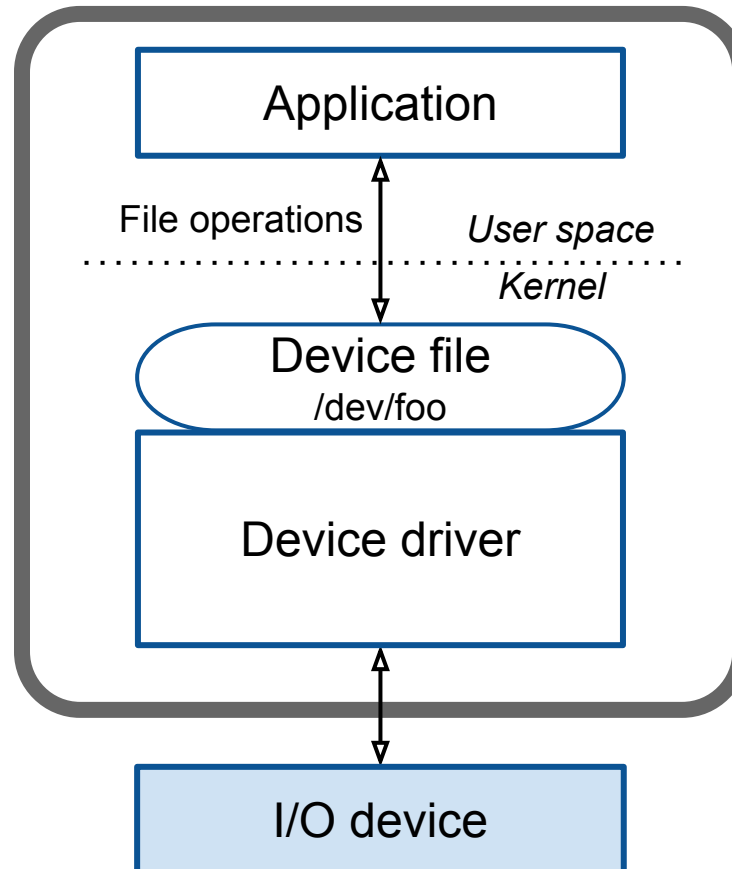 Application
File operations
User space
Kernel
Device file
/dev/foo
Device driver
I/O device